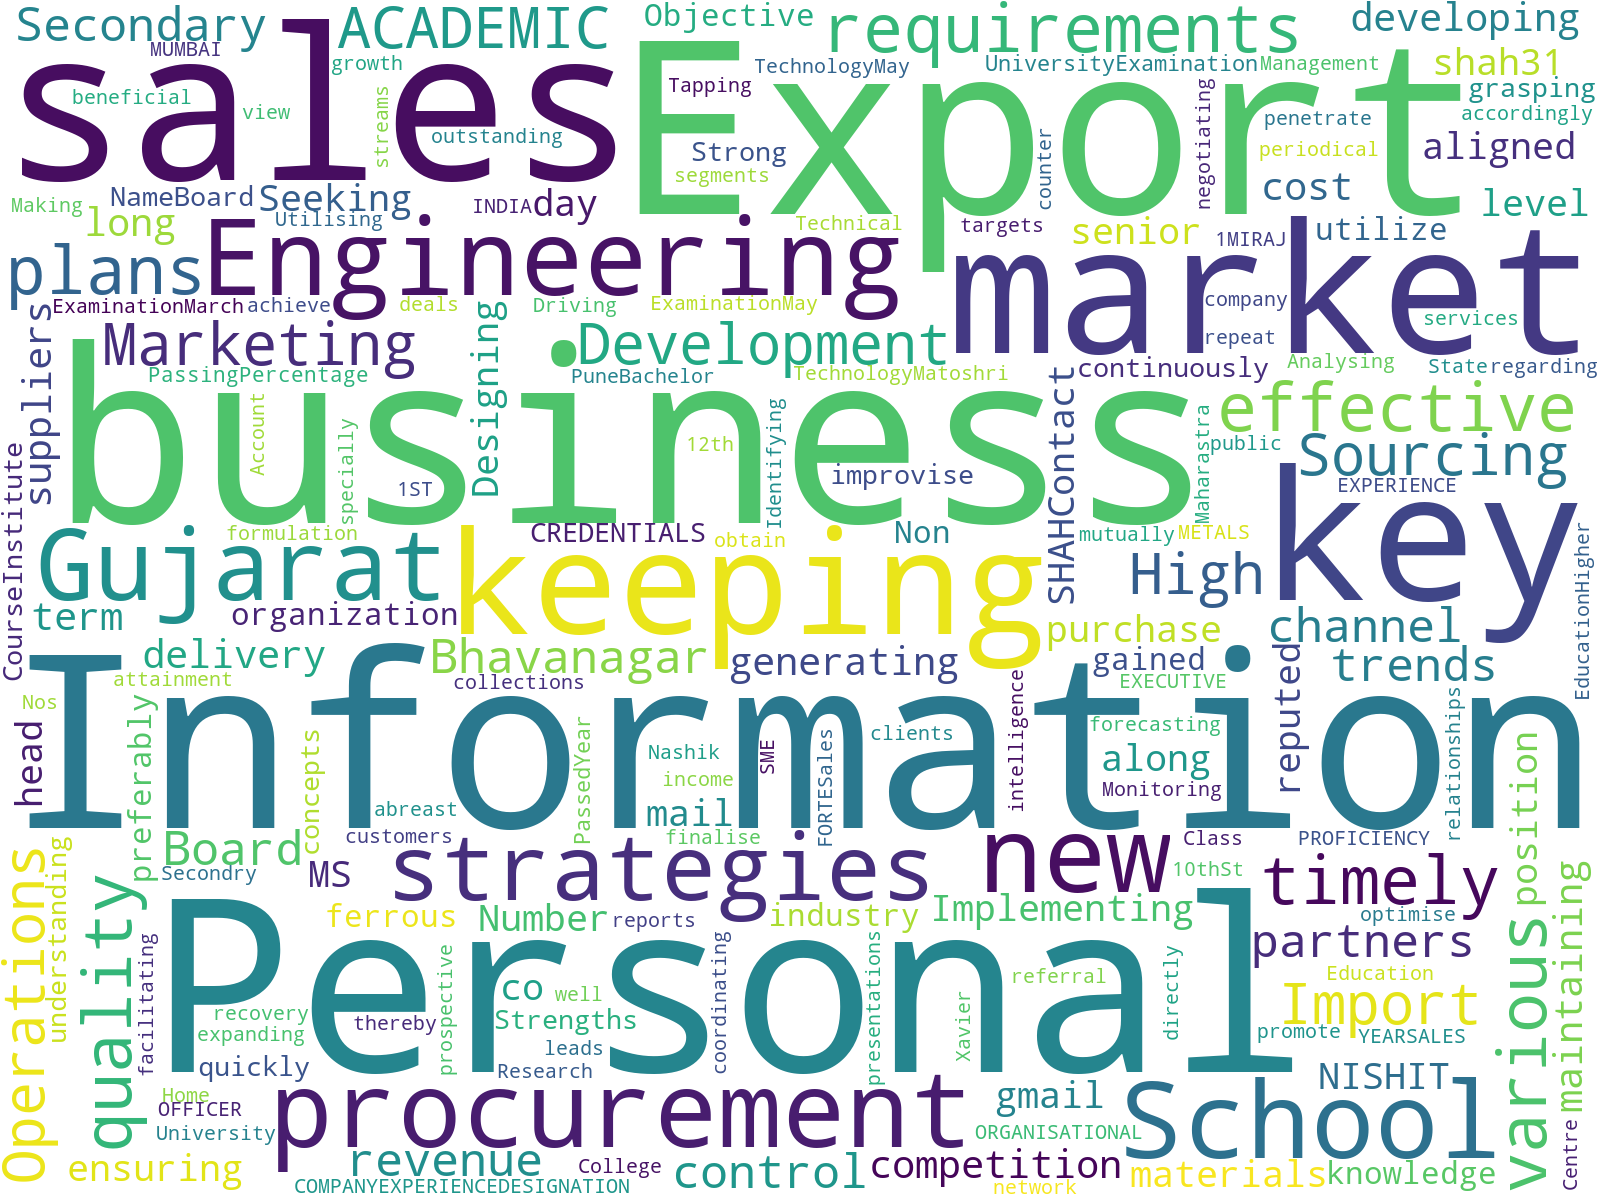 Secondary
ACADEMIC
Objective
requirements
developing
MUMBAI
growth
sales
Export
TechnologyMay
UniversityExamination
Management
shah31
Tapping
beneficial
view
streams
outstanding
negotiating
penetrate
grasping
accordingly
Strong
segments
counter
periodical
aligned
NameBoard
Seeking
INDIA
day
cost
level
Making
long
Utilising
Technical
targets
senior
1MIRAJ
utilize
plans
Engineering
market
company
ExaminationMarch
achieve
deals
Driving
ExaminationMay
repeat
services
suppliers
Marketing
Designing
Development
continuously
Analysing
State
regarding
PassingPercentage
PuneBachelor
TechnologyMatoshri
SHAHContact
effective
business
Account
specially
12th
Identifying
Maharastra
public
Sourcing
1ST
improvise
EXPERIENCE
key
CourseInstitute
Gujarat
formulation
CREDENTIALS
obtain
Non
mutually
METALS
EducationHigher
keeping
High
term
organization
purchase
channel
delivery
Bhavanagar
generating
gained
reputed
trends
attainment
collections
EXECUTIVE
Nos
Information
head
preferably
concepts
PassedYear
Nashik
SME
FORTESales
clients
intelligence
forecasting
relationships
income
along
Monitoring
position
abreast
mail
customers
finalise
Class
PROFICIENCY
Operations
understanding
Board
Secondry
MS
strategies
new
10thSt
timely
quality
ferrous
Number
reports
industry
Implementing
optimise
various
maintaining
facilitating
Personal
prospective
coordinating
presentations
referral
directly
partners
Education
Import
co
well
recovery
expanding
thereby
Strengths
Xavier
promote
YEARSALES
quickly
leads
Research
Home
OFFICER
University
procurement
gmail
NISHIT
School
ORGANISATIONAL
Centre
ensuring
revenue
College
control
competition
materials
knowledge
COMPANYEXPERIENCEDESIGNATION
network